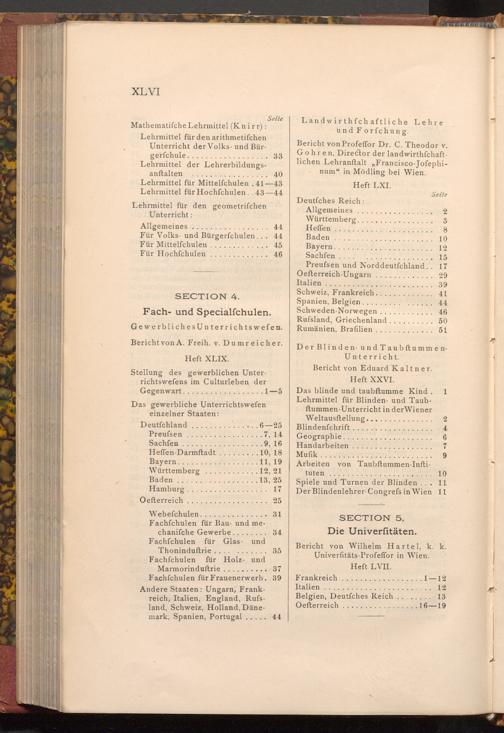 XLVI
Seite
Mathematiſche Lehrmittel (Knirr):
Lehrmittel für den arithmetiſchen
Unterricht der Volks- und Bür-
gerſchule................. 33
Lehrmittel der Lehrerbildungs-
anſtalten ................. 40
Lehrmittel für Mittelſchulen .41—43
Lehrmittel für Hochſchulen. 43—44
Lehrmittel für den geometriſchen
Unterricht:
Allgemeines ................ 44
Für Volks- und Bürgerſchulen... 44
Für Mittelſchulen ............ 45
Für Hochſchulen ............ 46
SECTION 4.
Fach- und Specialſchulen.
Gewerbliches Unterrichtsweſen.
Bericht von A. Freih. v. Dumreicher.
Heft XLIX.
Stellung des gewerblichen Unter-
richtsweſens im Culturleben der
Gegenwart.................1—5
Das gewerbliche Unterrichtsweſen
einzelner Staaten:
Deutſchland ..............6—25
Preuſsen ................7, 14
Sachſen .................9, 16
Heſſen-Darmſtadt .........10, 18
Bayern.................11, 19
Württemberg ............12, 21
Baden .................13, 25
Hamburg .................. 17
Oeſterreich ................. 25
Webeſchulen............... 31
Fachſchulen für Bau- und me-
chaniſche Gewerbe........ 34
Fachſchulen für Glas- und
Thoninduſtrie ........... 35
Fachſchulen für Holz- und
Marmorinduſtrie.......... 37
Fachſchulen für Frauenerwerb. 39
Andere Staaten: Ungarn, Frank-
reich, Italien, England, Ruſs-
land, Schweiz, Holland, Däne-
mark, Spanien, Portugal ..... 44
Landwirthſchaftliche Lehre
und Forſchung.
Bericht von Profeſſor Dr. C. Theodor v.
Gohren, Director der landwirthſchaft-
lichen Lehranſtalt „Francisco-Joſephi-
num“ in Mödling bei Wien.
Heft LXI.
Seite
Deutſches Reich:
Allgemeines ................ 2
Württemberg................ 5
Heſſen ..................... 8
Baden ..................... 10
Bayern..................... 12
Sachſen .................... 15
Preuſsen und Norddeutſchland.. 17
Oeſterreich-Ungarn ............ 29
Italien ....................... 39
Schweiz, Frankreich............ 41
Spanien, Belgien............... 44
Schweden-Norwegen ........... 46
Ruſsland, Griechenland.......... 50
Rumänien, Braſilien ............ 51
Der Blinden- und Taubſtummen-
Unterricht.
Bericht von Eduard Kaltner.
Heft XXVI.
Das blinde und taubſtumme Kind . 1
Lehrmittel für Blinden- und Taub-
ſtummen-Unterricht in der Wiener
Weltausſtellung.............. 2
Blindenſchrift................. 4
Geographie .................. 6
Handarbeiten ................. 7
Muſik ....................... 9
Arbeiten von Taubſtummen-Inſti-
tuten ...................... 10
Spiele und Turnen der Blinden ... 11
Der Blindenlehrer-Congreſs in Wien 11
SECTION 5.
Die Univerſitäten.
Bericht von Wilhelm Hartel, k. k.
Univerſitäts-Profeſſor in Wien.
Heft LVII.
Frankreich .................1—12
Italien ...................... 12
Belgien, Deutſches Reich ........ 13
Oeſterreich ................16—19